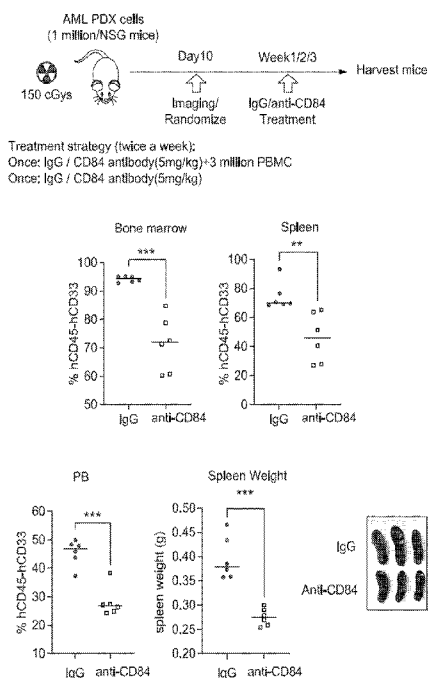 AML PDX cells
(1 million/NSG mice)
150 cGys
Day10
Week1/2/3
Harvest mice
Imaging/
Randomize
IgG/anti-CD84
Treatment
Treatment strategy (twice a week):
Once: IgG / CD84 antibody(5mg/kg)+3 million PBMC
Once: IgG / CD84 antibody(5mg/kg)
Bone marrow
***
% hCD45-hCD33
100
90
80
70
60
50
IgG anti-CD84
Spleen
**
% hCD45-hCD33
100
80
60
40
20
0
IgG anti-CD84
PB
***
% hCD45-hCD33
60
50
40
30
20
10
IgG anti-CD84
Spleen Weight
***
spleen weight (g)
0.50
0.45
0.40
0.35
0.30
0.25
0.20
IgG anti-CD84
IgG
Anti-CD84